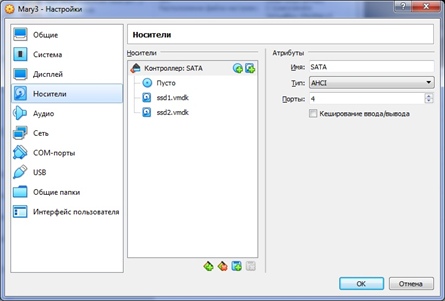 Mary3 - Настройки
Общие
Система
Дисплей
Носители
Аудио
Сеть
COM-порты
USB
Общие папки
Интерфейс пользователя
Носители
Носители
Контроллер: SATA
Пусто
ssd1.vmdk
ssd2.vmdk
Атрибуты
Имя: SATA
Тип: AHCI
Порты: 4
Кеширование ввода/вывода
OK
Отмена